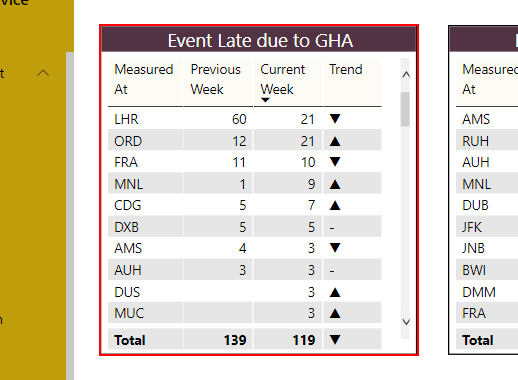 Event Late due to GHA
Measured At Previous Week Current Week Trend
LHR 60 21 ▼
ORD 12 21 ▲
FRA 11 10 ▼
MNL 1 9 ▲
CDG 5 7 ▲
DXB 5 5 -
AMS 4 3 ▼
AUH 3 3 -
DUS 3 ▲
MUC 3 ▲
Total 139 119 ▼
At
AMS
RUH
AUH
MNL
DUB
JFK
JNB
BWI
DMM
FRA
Total